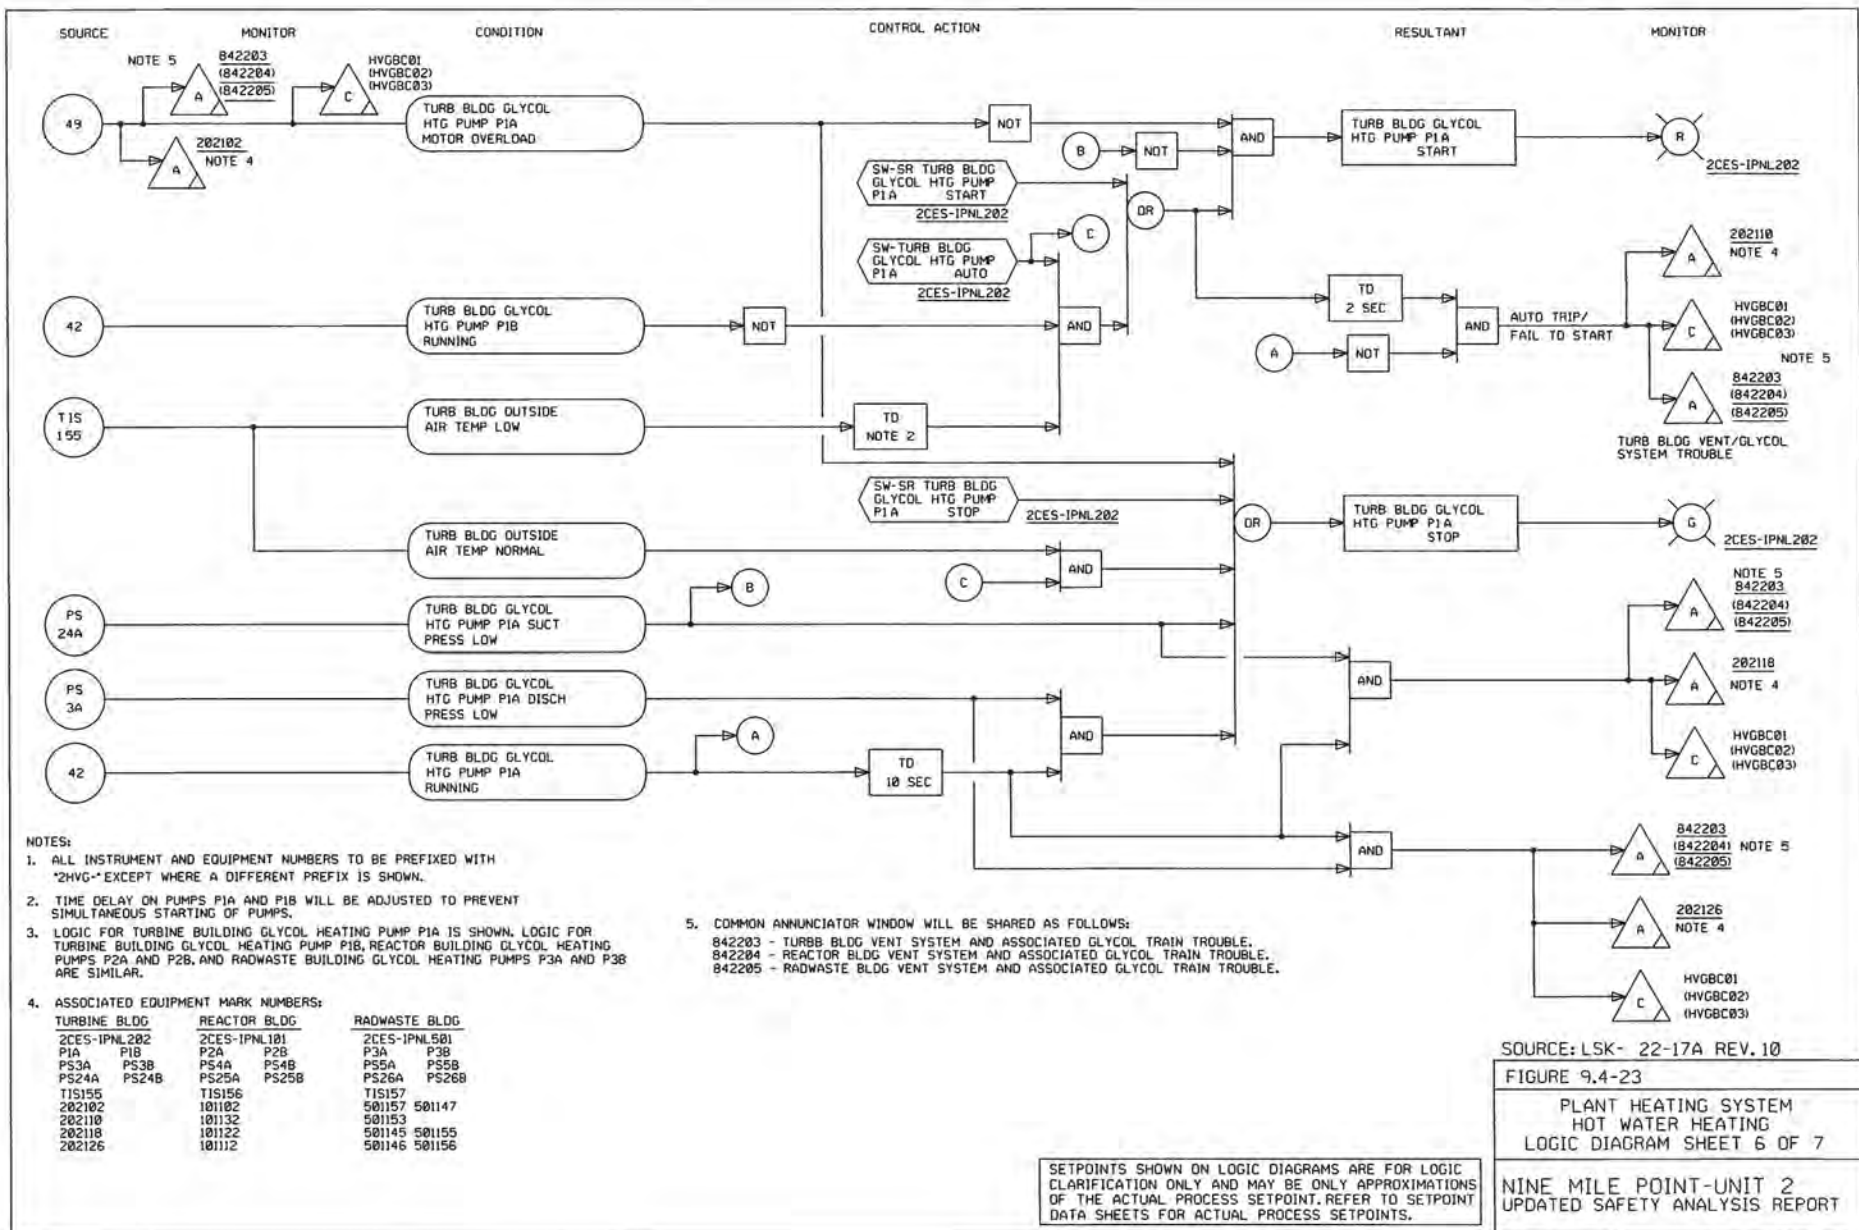 SOURCE
MONITOR
CONDITION
CONTROL ACTION
RESULTANT
MONITOR
NOTE 5
842203
(842204)
(842205)
A
HVGBC01
(HVGBC02)
(HVGBC03)
C
49
202102
NOTE 4
A
TURB BLDG GLYCOL
HTG PUMP P1A
MOTOR OVERLOAD
NOT
B
NOT
AND
TURB BLDG GLYCOL
HTG PUMP P1A
START
R
2CES-IPNL202
SW-SR TURB BLDG
GLYCOL HTG PUMP
P1A START
2CES-IPNL202
OR
C
SW-TURB BLDG
GLYCOL HTG PUMP
P1A AUTO
2CES-IPNL202
42
TURB BLDG GLYCOL
HTG PUMP P1B
RUNNING
NOT
AND
TD
2 SEC
A
NOT
AND
AUTO TRIP/
FAIL TO START
A
202110
NOTE 4
C
HVGBC01
(HVGBC02)
(HVGBC03)
NOTE 5
A
842203
(842204)
(842205)
TURB BLDG VENT/GLYCOL
SYSTEM TROUBLE
TIS
155
TURB BLDG OUTSIDE
AIR TEMP LOW
TD
NOTE 2
SW-SR TURB BLDG
GLYCOL HTG PUMP
P1A STOP
2CES-IPNL202
OR
TURB BLDG GLYCOL
HTG PUMP P1A
STOP
G
2CES-IPNL202
TURB BLDG OUTSIDE
AIR TEMP NORMAL
C
AND
B
PS
24A
TURB BLDG GLYCOL
HTG PUMP P1A SUCT
PRESS LOW
NOTE 5
842203
(842204)
(842205)
A
AND
202118
NOTE 4
A
HVGBC01
(HVGBC02)
(HVGBC03)
C
PS
3A
TURB BLDG GLYCOL
HTG PUMP P1A DISCH
PRESS LOW
AND
A
42
TURB BLDG GLYCOL
HTG PUMP P1A
RUNNING
TD
10 SEC
AND
A
842203
(842204) NOTE 5
(842205)
A
202126
NOTE 4
C
HVGBC01
(HVGBC02)
(HVGBC03)
NOTES:
1. ALL INSTRUMENT AND EQUIPMENT NUMBERS TO BE PREFIXED WITH
"2HVG-" EXCEPT WHERE A DIFFERENT PREFIX IS SHOWN.
2. TIME DELAY ON PUMPS P1A AND P1B WILL BE ADJUSTED TO PREVENT
SIMULTANEOUS STARTING OF PUMPS.
3. LOGIC FOR TURBINE BUILDING GLYCOL HEATING PUMP P1A IS SHOWN. LOGIC FOR
TURBINE BUILDING GLYCOL HEATING PUMP P1B, REACTOR BUILDING GLYCOL HEATING
PUMPS P2A AND P2B, AND RADWASTE BUILDING GLYCOL HEATING PUMPS P3A AND P3B
ARE SIMILAR.
4. ASSOCIATED EQUIPMENT MARK NUMBERS:
TURBINE BLDG REACTOR BLDG RADWASTE BLDG
2CES-IPNL202 2CES-IPNL101 2CES-IPNL501
P1A P1B P2A P2B P3A P3B
PS3A PS3B PS4A PS4B PS5A PS5B
PS24A PS24B PS25A PS25B PS26A PS26B
TIS155 TIS156 TIS157
202102 101102 501157 501147
202110 101132 501153
202118 101122 501145 501155
202126 101112 501146 501156
5. COMMON ANNUNCIATOR WINDOW WILL BE SHARED AS FOLLOWS:
842203 - TURBB BLDG VENT SYSTEM AND ASSOCIATED GLYCOL TRAIN TROUBLE.
842204 - REACTOR BLDG VENT SYSTEM AND ASSOCIATED GLYCOL TRAIN TROUBLE.
842205 - RADWASTE BLDG VENT SYSTEM AND ASSOCIATED GLYCOL TRAIN TROUBLE.
SETPOINTS SHOWN ON LOGIC DIAGRAMS ARE FOR LOGIC
CLARIFICATION ONLY AND MAY BE ONLY APPROXIMATIONS
OF THE ACTUAL PROCESS SETPOINT. REFER TO SETPOINT
DATA SHEETS FOR ACTUAL PROCESS SETPOINTS.
SOURCE: LSK- 22-17A REV. 10
FIGURE 9.4-23
PLANT HEATING SYSTEM
HOT WATER HEATING
LOGIC DIAGRAM SHEET 6 OF 7
NINE MILE POINT-UNIT 2
UPDATED SAFETY ANALYSIS REPORT